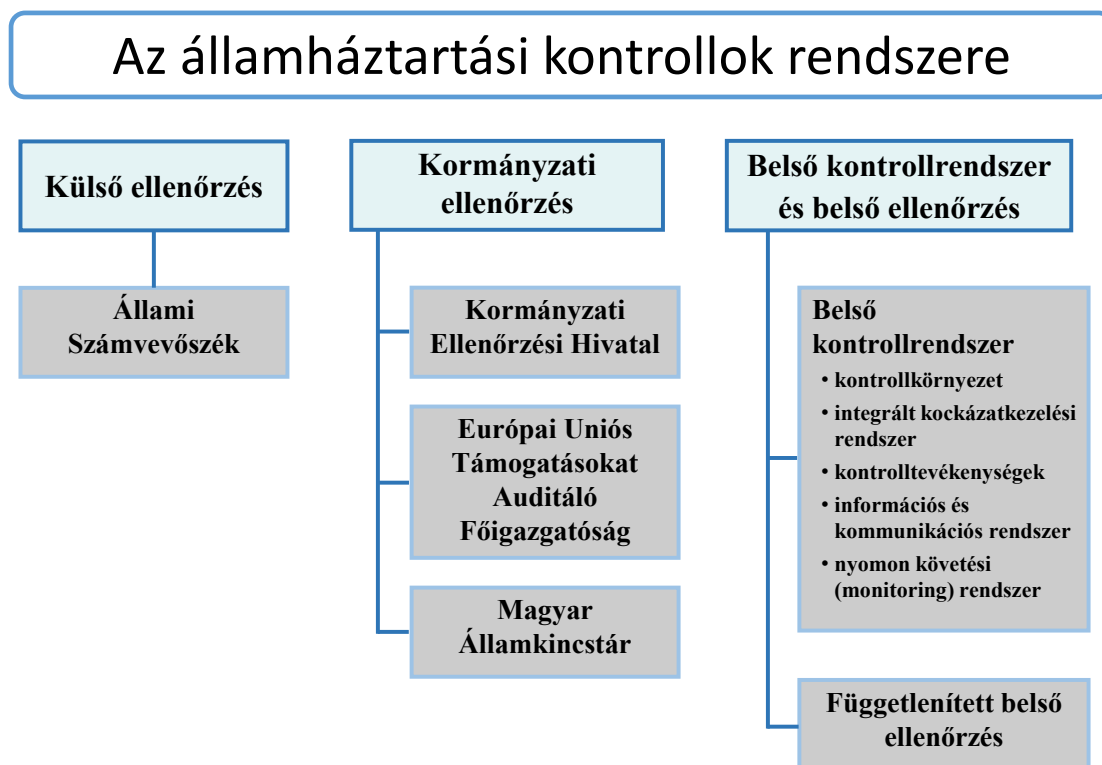 Az államháztartási kontrollok rendszere
Külső ellenőrzés
Állami
Számvevőszék
Kormányzati
ellenőrzés
Kormányzati
Ellenőrzési Hivatal
Európai Uniós
Támogatásokat
Auditáló
Főigazgatóság
Magyar
Államkincstár
Belső kontrollrendszer
és belső ellenőrzés
Belső
kontrollrendszer
• kontrollkörnyezet
• integrált kockázatkezelési
rendszer
• kontrolltevékenységek
• információs és
kommunikációs rendszer
• nyomon követési
(monitoring) rendszer
Függetlenített belső
ellenőrzés